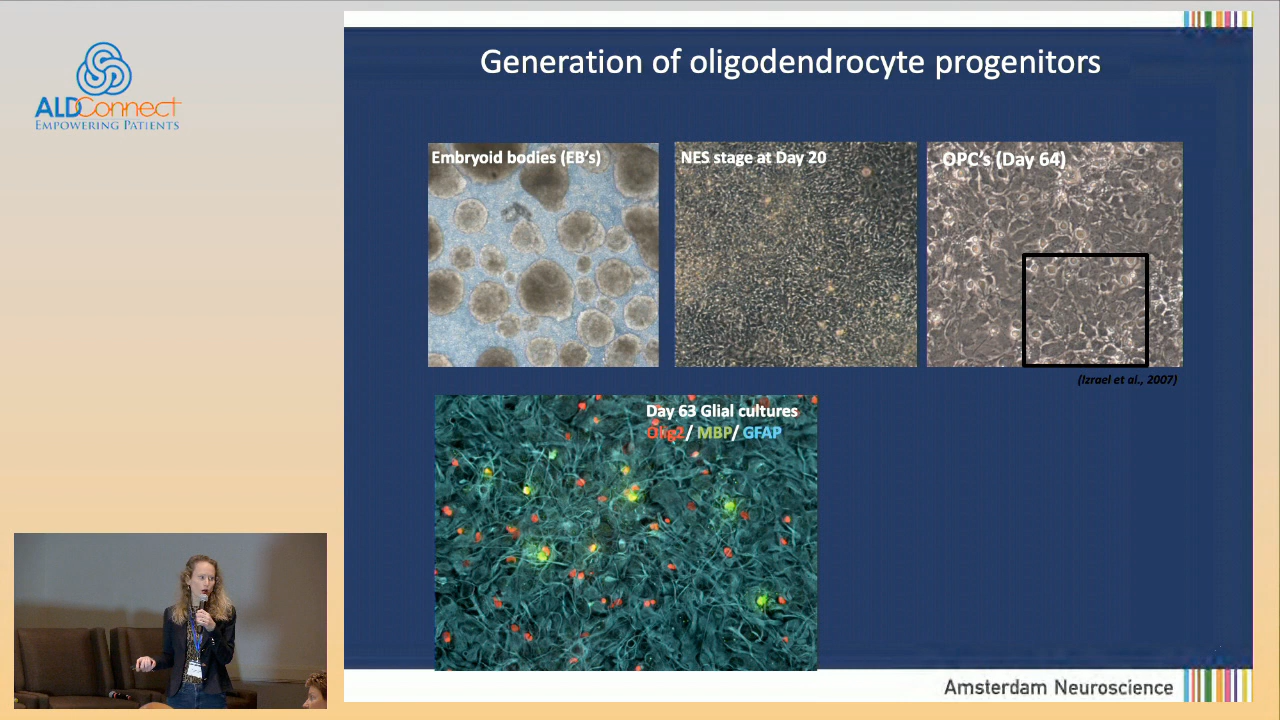 ALDConnect
EMPOWERING PATIENTS
Generation of oligodendrocyte progenitors
Embryoid bodies (EB's)
NES stage at Day 20
OPC's (Day 64)
(Izrael et al., 2007)
Day 63 Glial cultures
Olig2/ MBP/ GFAP
Amsterdam Neuroscience